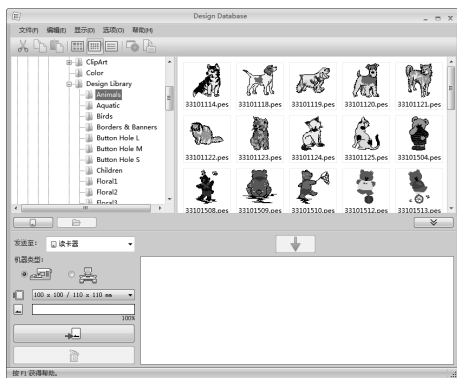 Design Database
文件(F) 编辑(E) 显示(D) 选项(O) 帮助(H)
ClipArt
Color
Design Library
Animals
Aquatic
Birds
Borders & Banners
Button Hole L
Button Hole M
Button Hole S
Children
Floral1
Floral2
Floral3
33101114.pes 33101118.pes 33101119.pes 33101120.pes 33101121.pes
33101122.pes 33101123.pes 33101124.pes 33101125.pes 33101504.pes
33101508.pes 33101509.pes 33101510.pes 33101512.pes 33101513.pes
发送至: 读卡器
机器类型:
100 x 100 / 110 x 110 mm
100%
按 F1 获得帮助。